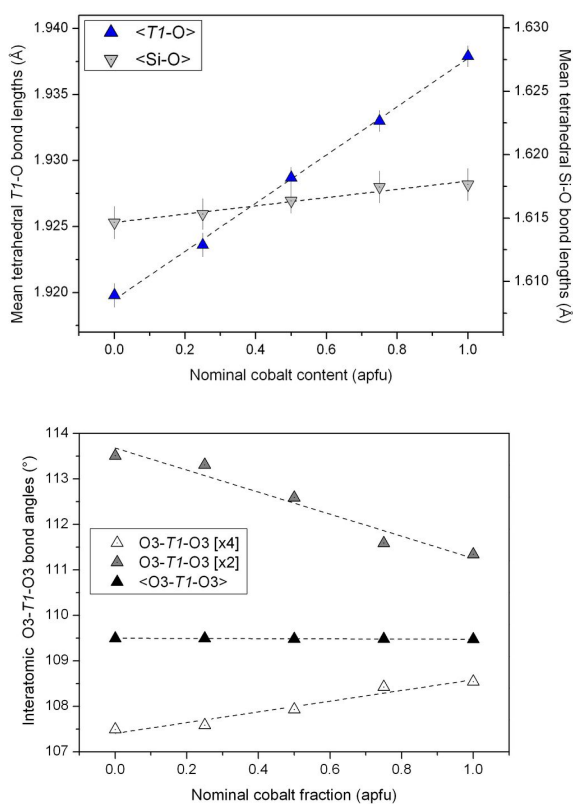 <T1-O>
<Si-O>
Mean tetrahedral T1-O bond lengths (Å)
1.940
1.938
1.930
1.925
1.920
Mean tetrahedral Si-O bond lengths (Å)
1.630
1.625
1.620
1.615
1.610
0.0 0.2 0.4 0.6 0.8 1.0
Nominal cobalt content (apfu)
Interatomic O3-T1-O3 bond angles (°)
114
113
112
111
110
109
108
107
O3-T1-O3 [x4]
O3-T1-O3 [x2]
<O3-T1-O3>
0.0 0.2 0.4 0.6 0.8 1.0
Nominal cobalt fraction (apfu)